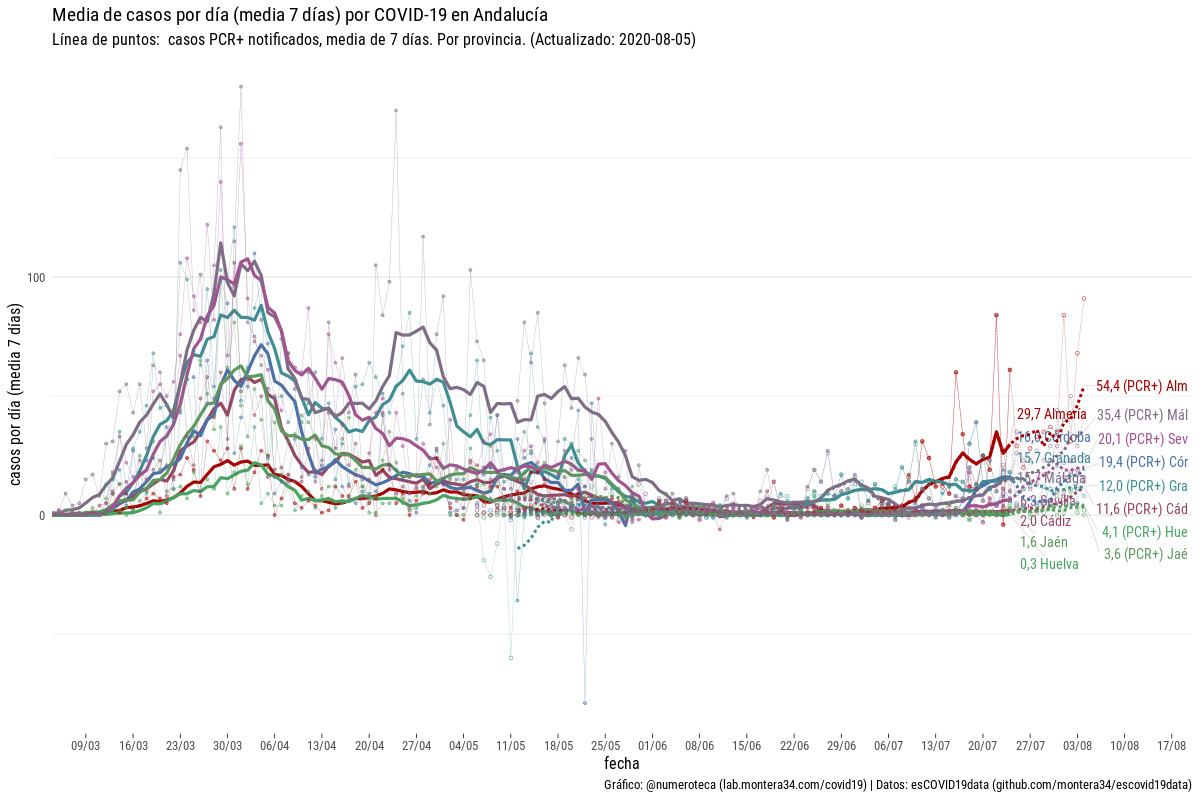 Media de casos por día (media 7 días) por COVID-19 en Andalucía
Línea de puntos:  casos PCR+ notificados, media de 7 días. Por provincia. (Actualizado: 2020-08-05)
casos por día (media 7 días)
100
0
54,4 (PCR+) Alm
29,7 Almería
35,4 (PCR+) Mál
Córdoba
20,1 (PCR+) Sev
15,7 Granada
19,4 (PCR+) Cór
Málaga
12,0 (PCR+) Gra
Sevilla
11,6 (PCR+) Cád
2,0 Cádiz
4,1 (PCR+) Hue
1,6 Jaén
3,6 (PCR+) Jaé
0,3 Huelva
09/03 16/03 23/03 30/03 06/04 13/04 20/04 27/04 04/05 11/05 18/05 25/05 01/06 08/06 15/06 22/06 29/06 06/07 13/07 20/07 27/07 03/08 10/08 17/08
fecha
Gráfico: @numeroteca (lab.montera34.com/covid19) | Datos: esCOVID19data (github.com/montera34/escovid19data)